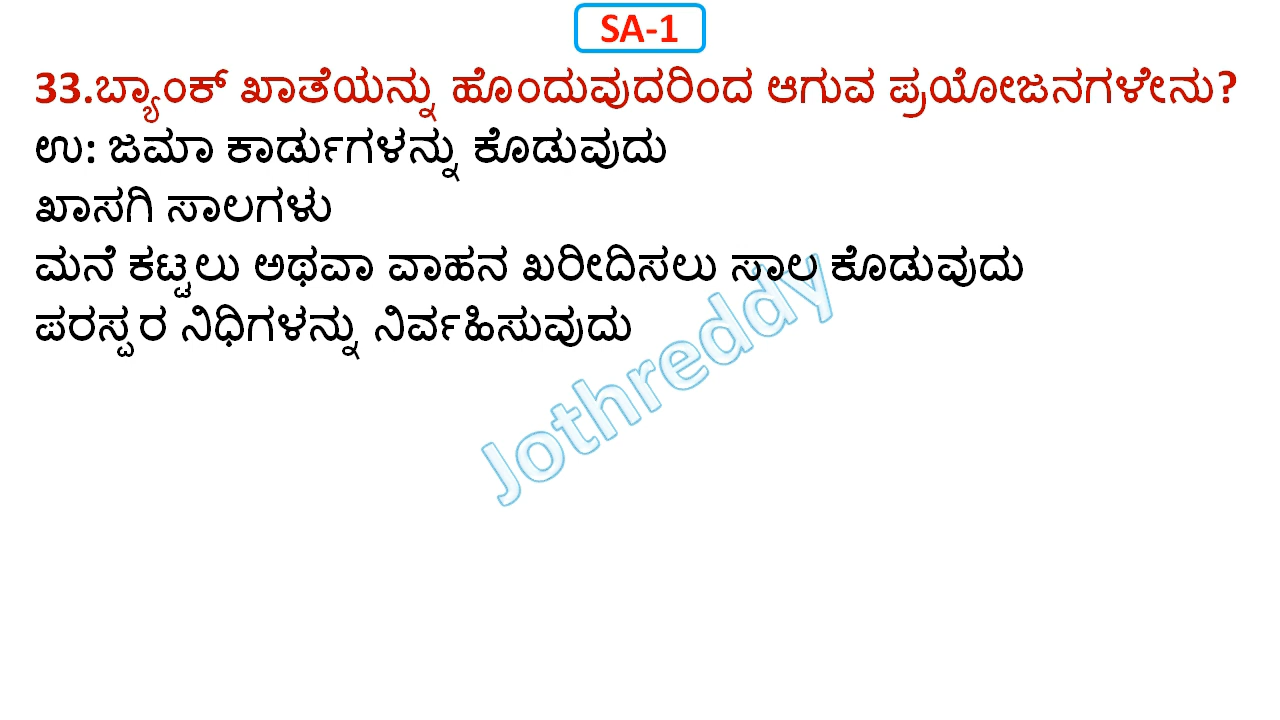 SA-1
33.ಬ್ಯಾಂಕ್ ಖಾತೆಯನ್ನು ಹೊಂದುವುದರಿಂದ ಆಗುವ ಪ್ರಯೋಜನಗಳೇನು?
ಉ: ಜಮಾ ಕಾರ್ಡುಗಳನ್ನು ಕೊಡುವುದು
ಖಾಸಗಿ ಸಾಲಗಳು
ಮನೆ ಕಟ್ಟಲು ಅಥವಾ ವಾಹನ ಖರೀದಿಸಲು ಸಾಲ ಕೊಡುವುದು
ಪರಸ್ಪರ ನಿಧಿಗಳನ್ನು ನಿರ್ವಹಿಸುವುದು
Jothreddy